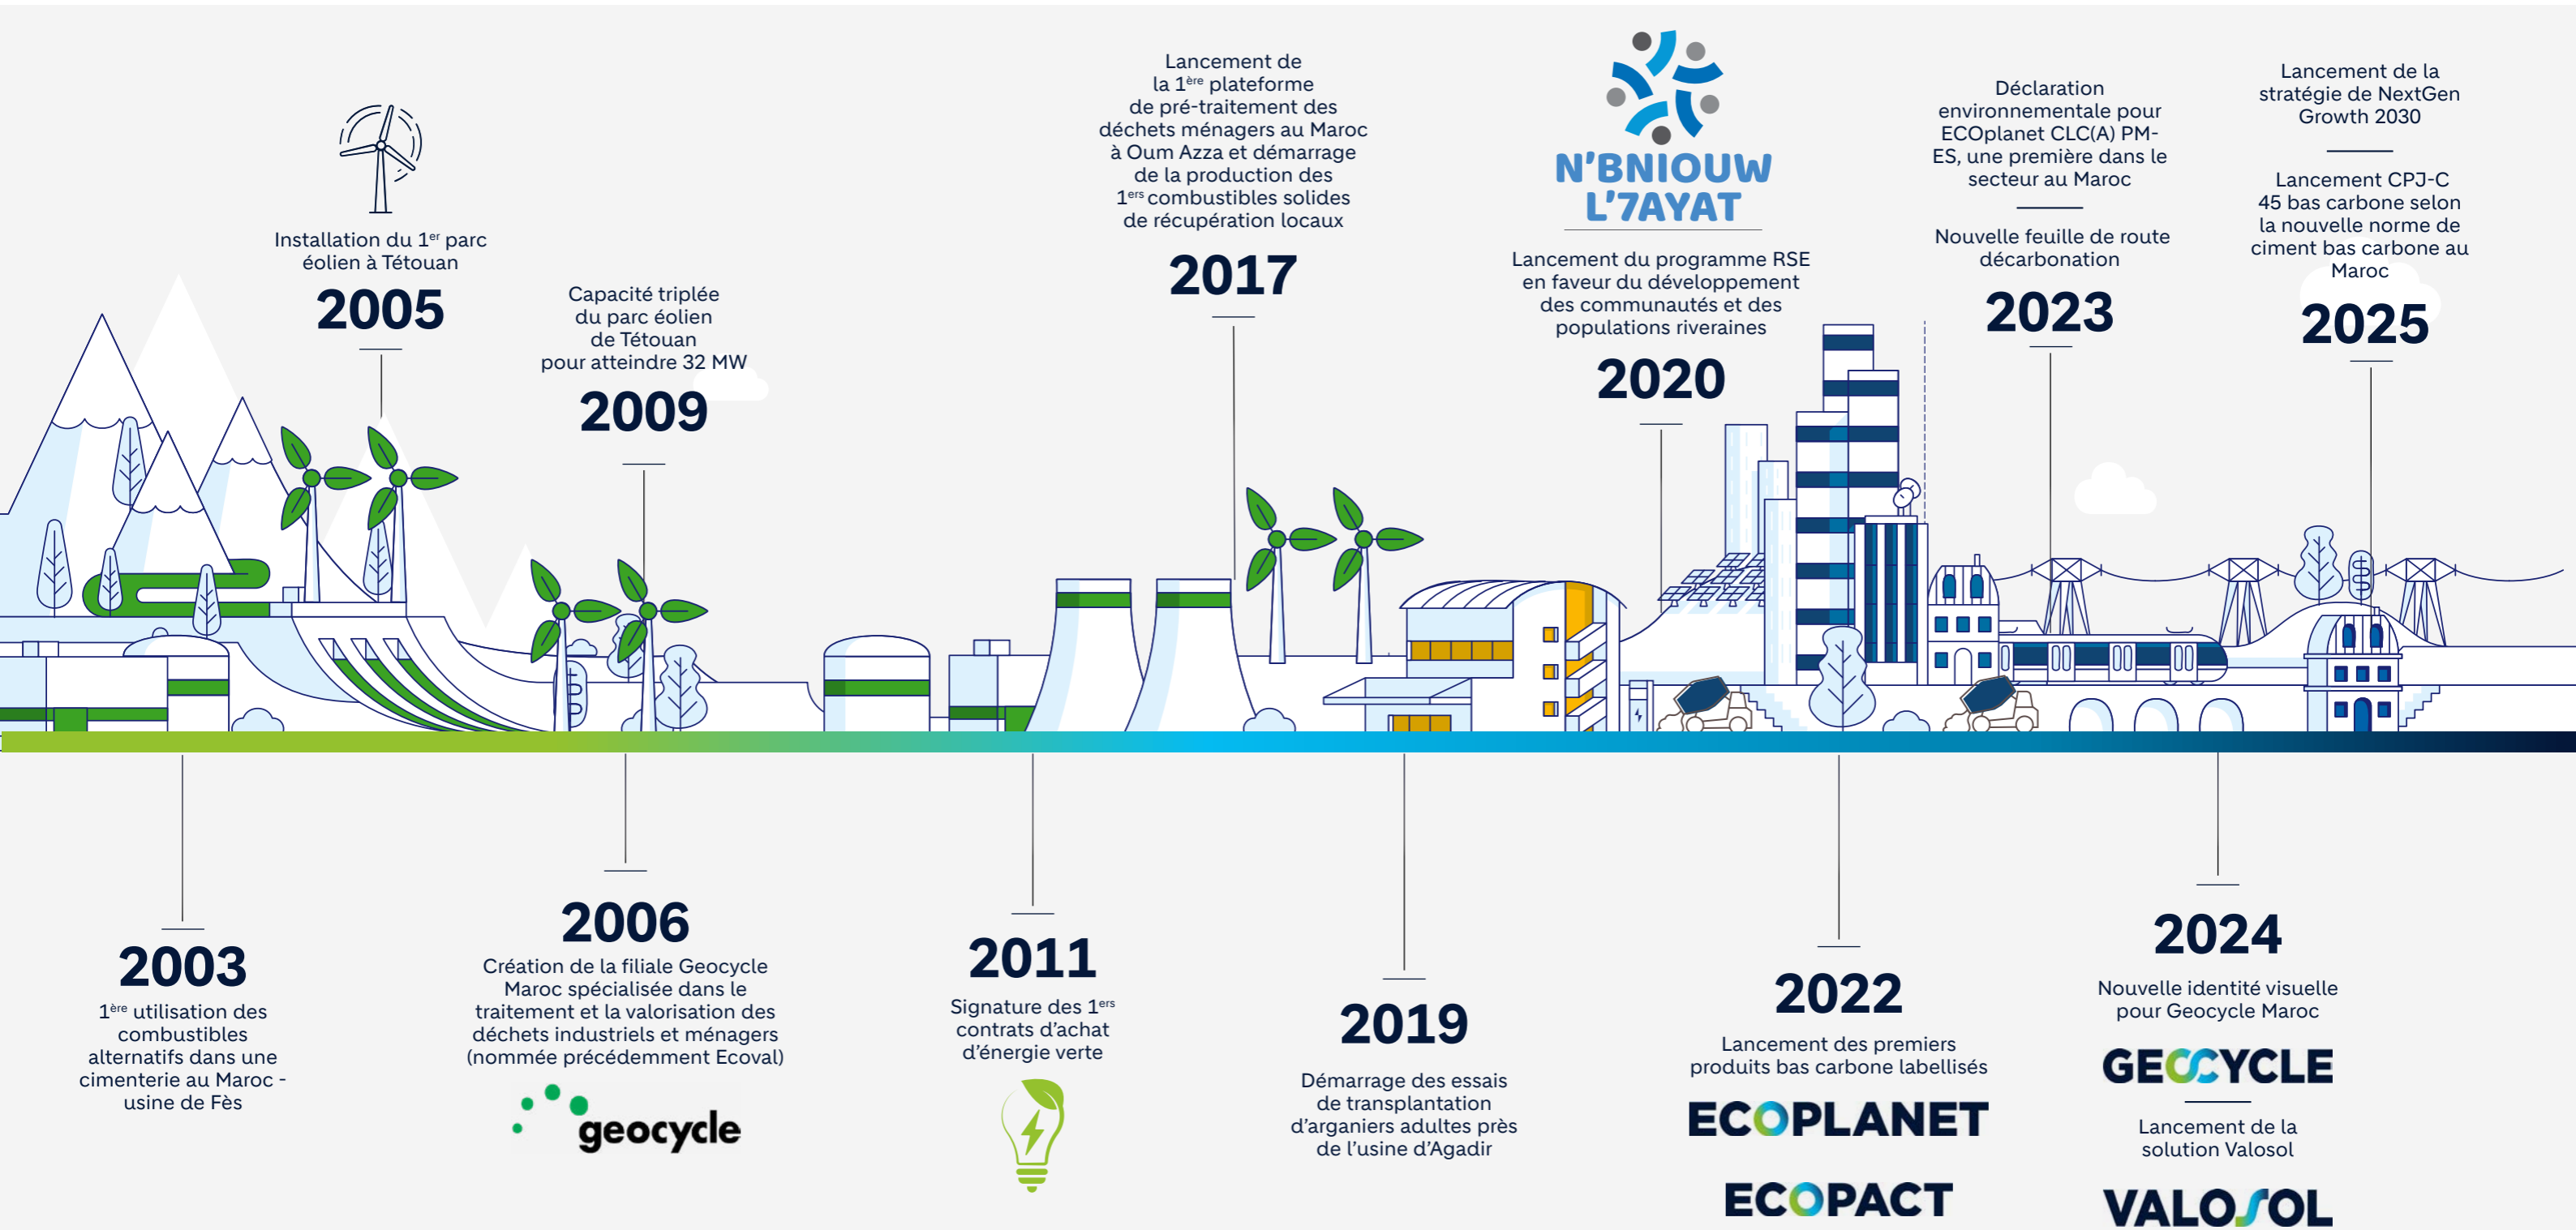 Installation du 1er parc
éolien à Tétouan
2005
Capacité triplée
du parc éolien
de Tétouan
pour atteindre 32 MW
2009
Lancement de
la 1ère plateforme
de pré-traitement des
déchets ménagers au Maroc
à Oum Azza et démarrage
de la production des
1ers combustibles solides
de récupération locaux
2017
N'BNIOUW
L'7AYAT
Lancement du programme RSE
en faveur du développement
des communautés et des
populations riveraines
2020
Déclaration
environnementale pour
ECOplanet CLC(A) PM-
ES, une première dans le
secteur au Maroc
Nouvelle feuille de route
décarbonation
2023
Lancement de la
stratégie de NextGen
Growth 2030
Lancement CPJ-C
45 bas carbone selon
la nouvelle norme de
ciment bas carbone au
Maroc
2025
2003
1ère utilisation des
combustibles
alternatifs dans une
cimenterie au Maroc -
usine de Fès
2006
Création de la filiale Geocycle
Maroc spécialisée dans le
traitement et la valorisation des
déchets industriels et ménagers
(nommée précédemment Ecoval)
geocycle
2011
Signature des 1ers
contrats d'achat
d'énergie verte
2019
Démarrage des essais
de transplantation
d'arganiers adultes près
de l'usine d'Agadir
2022
Lancement des premiers
produits bas carbone labellisés
ECOPLANET
ECOPACT
2024
Nouvelle identité visuelle
pour Geocycle Maroc
GEOCYCLE
Lancement de la
solution Valosol
VALOSOL